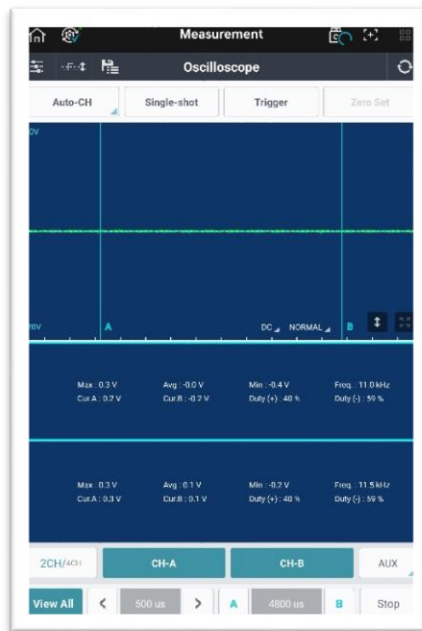 Measurement
Oscilloscope
Auto-CH Single-shot Trigger Zero Set
A DC NORMAL B
Max : 0.3 V Avg : -0.0 V Min : -0.4 V Freq. : 11.0 kHz
Cur.A : 0.2 V Cur.B : -0.2 V Duty (+) : 40 % Duty (-) : 59 %
Max : 0.3 V Avg : 0.1 V Min : -0.2 V Freq. : 11.5 kHz
Cur.A : 0.3 V Cur.B : 0.1 V Duty (+) : 40 % Duty (-) : 59 %
2CH/4CH CH-A CH-B AUX
View All < 500 us > A 4800 us B Stop